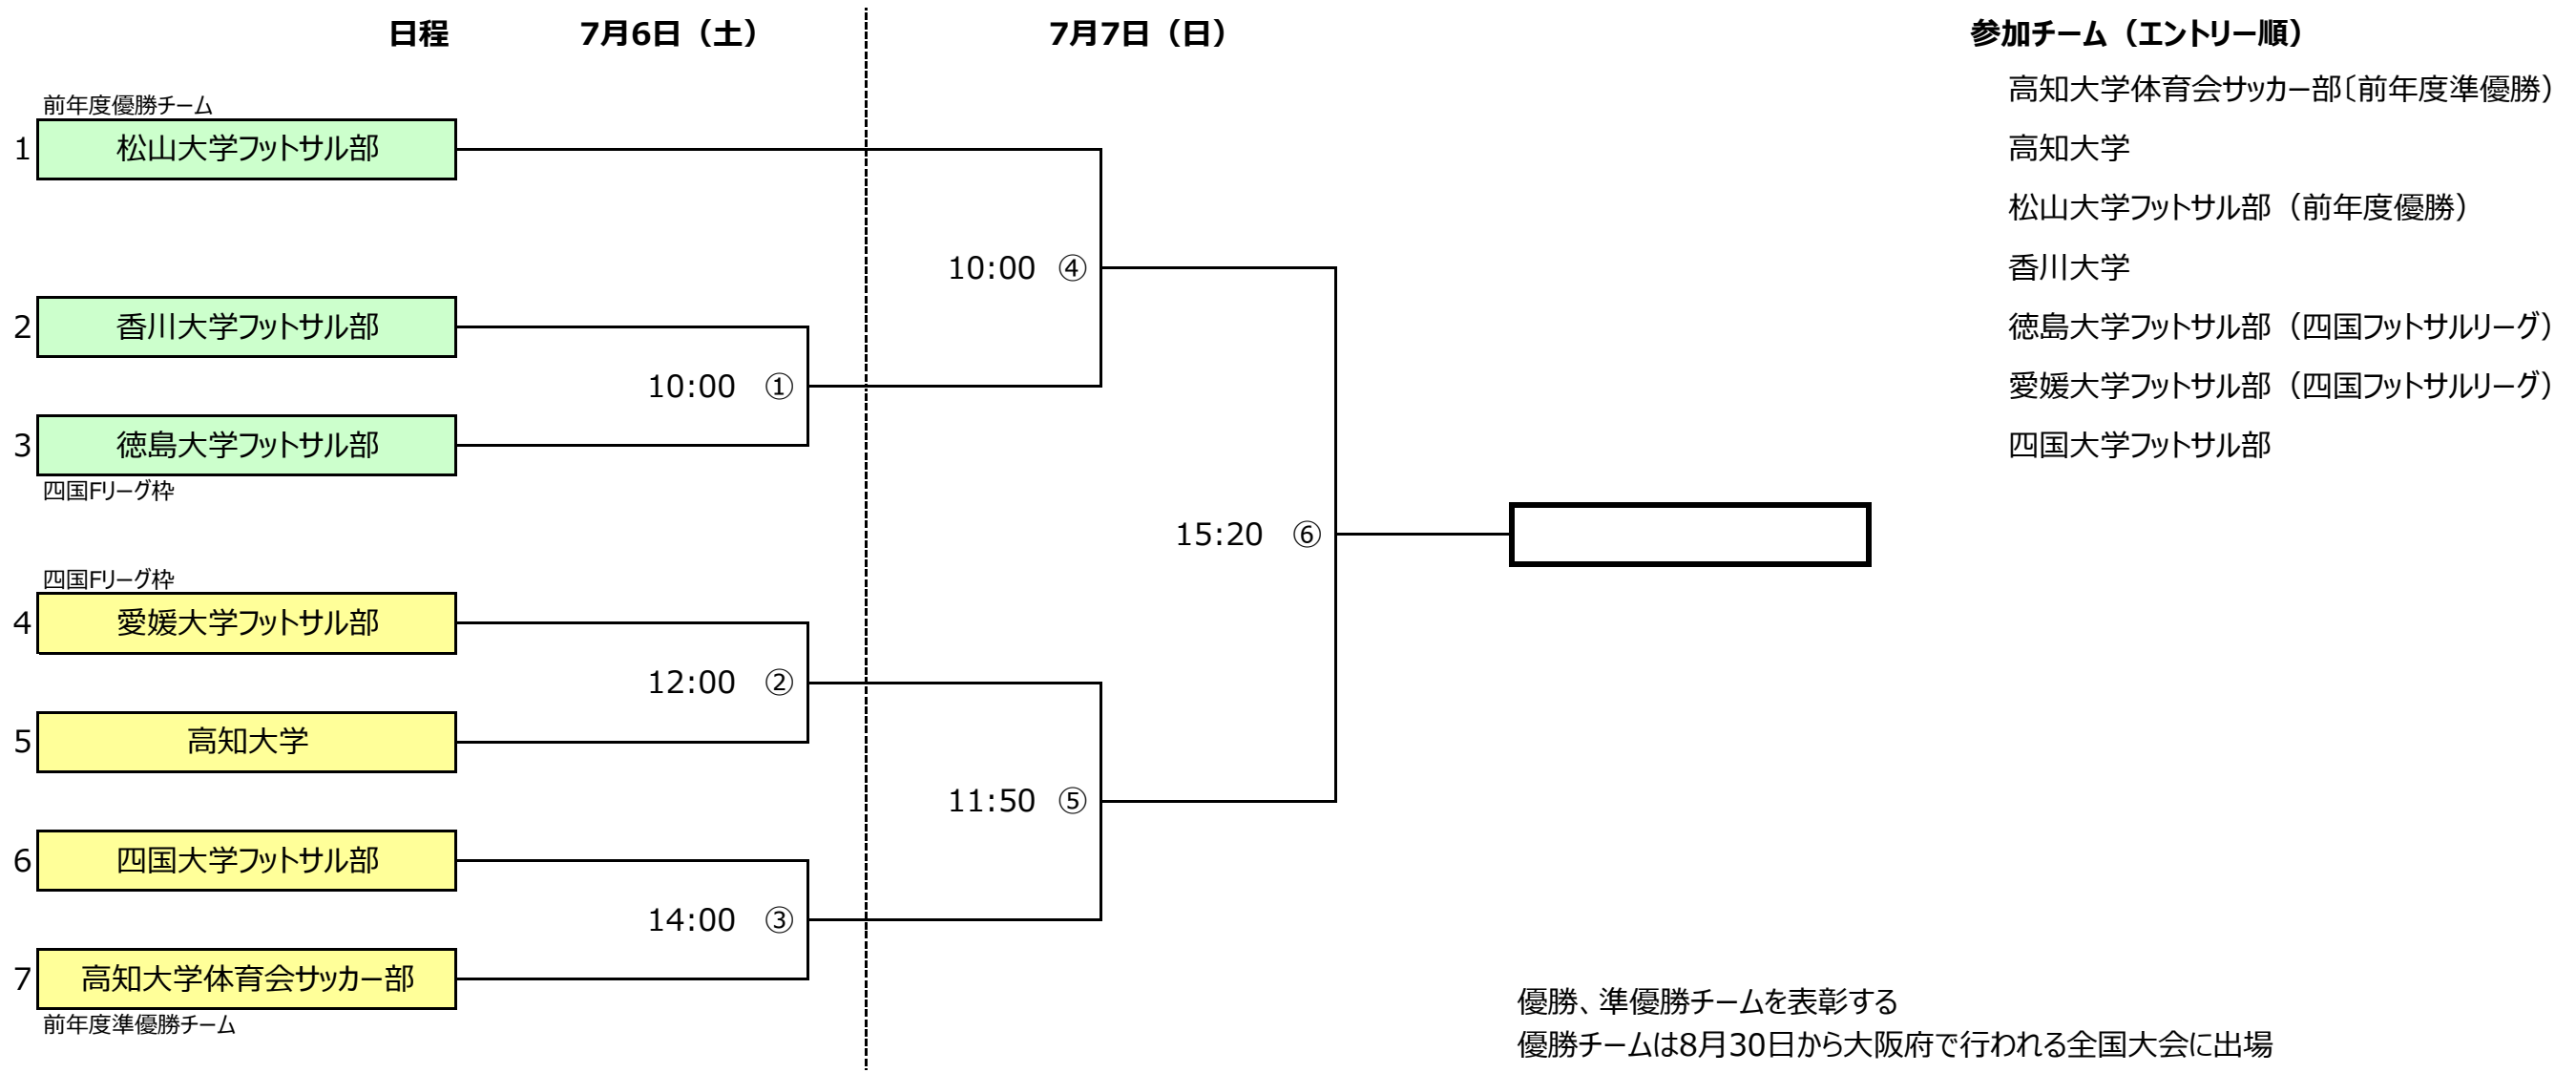 日程 7月6日（土） 7月7日（日） 参加チーム（エントリー順）
高知大学体育会サッカー部〔前年度準優勝）
前年度優勝チーム
1 松山大学フットサル部
高知大学
松山大学フットサル部（前年度優勝）
10:00 ④
香川大学
2 香川大学フットサル部
徳島大学フットサル部（四国フットサルリーグ）
10:00 ①
愛媛大学フットサル部（四国フットサルリーグ）
3 徳島大学フットサル部
四国大学フットサル部
四国Fリーグ枠
15:20 ⑥
四国Fリーグ枠
4 愛媛大学フットサル部
12:00 ②
5 高知大学
11:50 ⑤
6 四国大学フットサル部
14:00 ③
7 高知大学体育会サッカー部
前年度準優勝チーム
優勝、準優勝チームを表彰する
優勝チームは8月30日から大阪府で行われる全国大会に出場